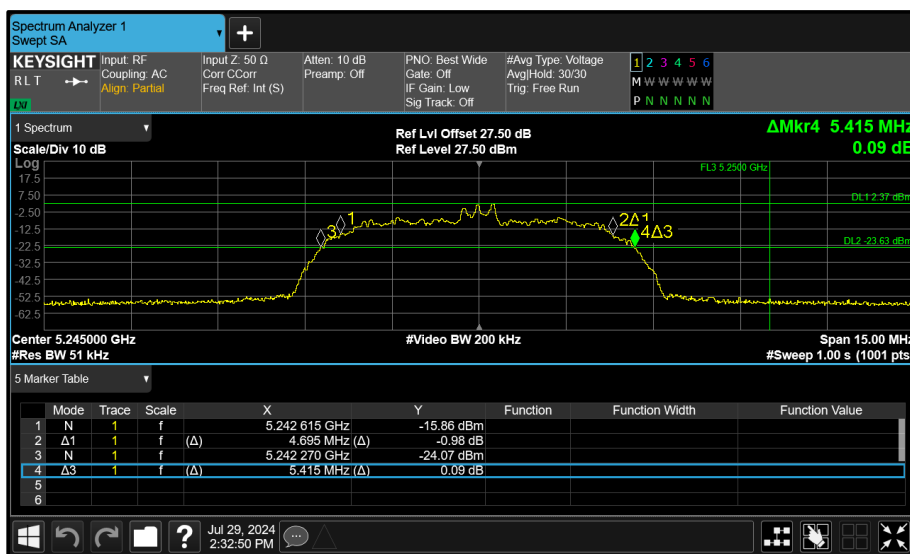 Spectrum Analyzer 1
Swept SA
+
KEYSIGHT Input: RF Input Z: 50 Ω Atten: 10 dB PNO: Best Wide #Avg Type: Voltage 1 2 3 4 5 6
R L T Coupling: AC Corr CCorr Preamp: Off Gate: Off Avg|Hold: 30/30 M W W W W W
Align: Partial Freq Ref: Int (S) IF Gain: Low Trig: Free Run
LXI Sig Track: Off P N N N N N
1 Spectrum Ref Lvl Offset 27.50 dB ΔMkr4 5.415 MHz
Scale/Div 10 dB Ref Level 27.50 dBm 0.09 dB
Log FL3 5.2500 GHz
17.5
7.50 DL1 2.37 dBm
-2.50
-12.5 1 2Δ1
-22.5 3 4Δ3 DL2 -23.63 dBm
-32.5
-42.5
-52.5
-62.5
Center 5.245000 GHz #Video BW 200 kHz Span 15.00 MHz
#Res BW 51 kHz #Sweep 1.00 s (1001 pts
5 Marker Table
Mode Trace Scale X Y Function Function Width Function Value
1 N 1 f 5.242 615 GHz -15.86 dBm
2 Δ1 1 f (Δ) 4.695 MHz (Δ) -0.98 dB
3 N 1 f 5.242 270 GHz -24.07 dBm
4 Δ3 1 f (Δ) 5.415 MHz (Δ) 0.09 dB
5
6
? Jul 29, 2024
2:32:50 PM